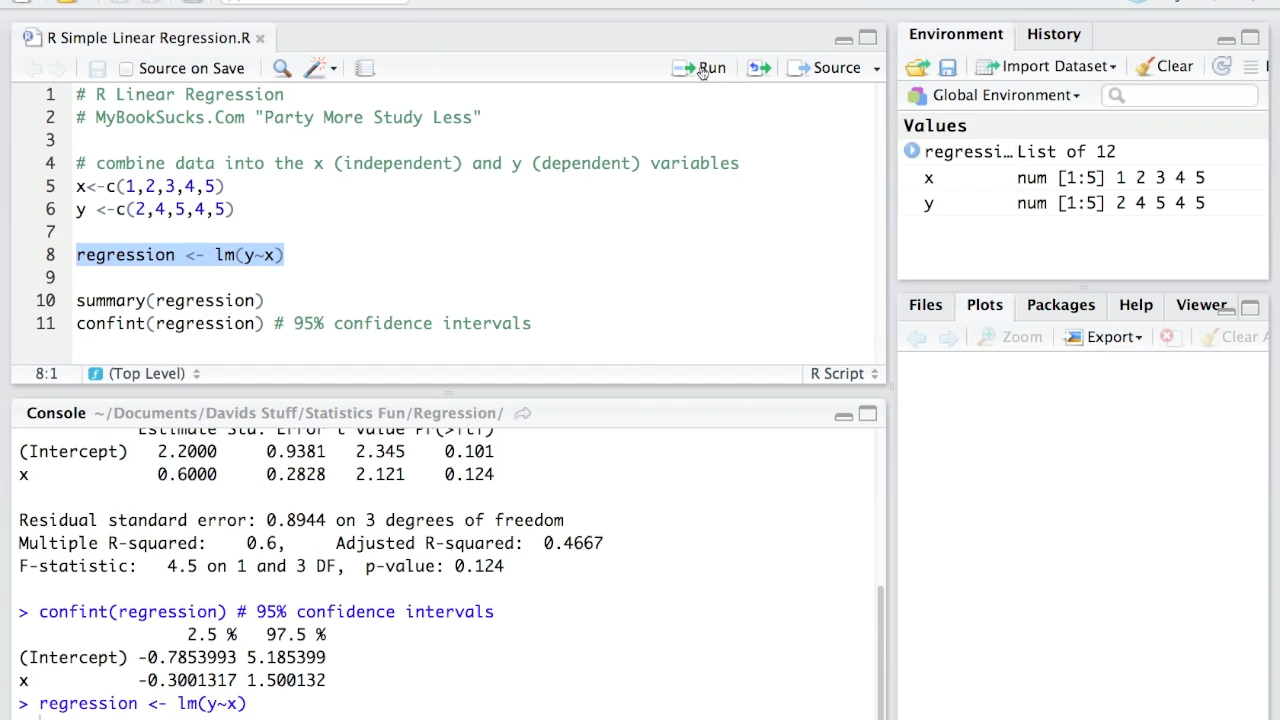 R Simple Linear Regression.R
Source on Save
Run
Source
1 # R Linear Regression
2 # MyBookSucks.Com "Party More Study Less"
3
4 # combine data into the x (independent) and y (dependent) variables
5 x<-c(1,2,3,4,5)
6 y <-c(2,4,5,4,5)
7
8 regression <- lm(y~x)
9
10 summary(regression)
11 confint(regression) # 95% confidence intervals
8:1 (Top Level) R Script
Console ~/Documents/Davids Stuff/Statistics Fun/Regression/
Estimate Std. Error t value Pr(>|t|)
(Intercept) 2.2000 0.9381 2.345 0.101
x 0.6000 0.2828 2.121 0.124
Residual standard error: 0.8944 on 3 degrees of freedom
Multiple R-squared: 0.6, Adjusted R-squared: 0.4667
F-statistic: 4.5 on 1 and 3 DF, p-value: 0.124
> confint(regression) # 95% confidence intervals
2.5 % 97.5 %
(Intercept) -0.7853993 5.185399
x -0.3001317 1.500132
> regression <- lm(y~x)
Environment History
Import Dataset Clear
Global Environment
Values
regressi… List of 12
x num [1:5] 1 2 3 4 5
y num [1:5] 2 4 5 4 5
Files Plots Packages Help Viewer
Zoom Export Clear A